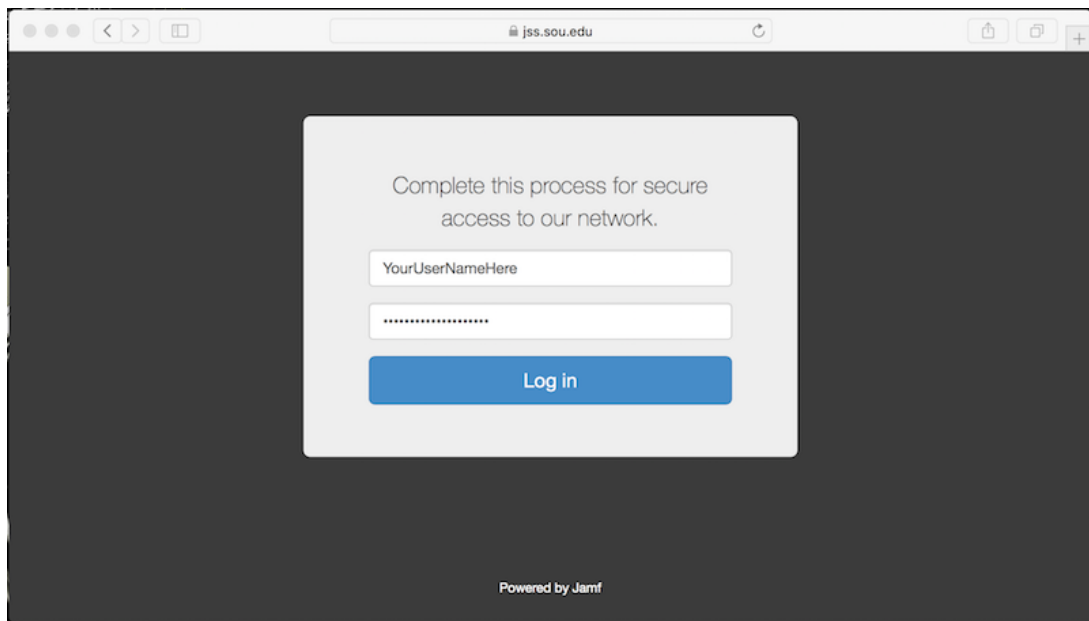 jss.sou.edu
Complete this process for secure
access to our network.
YourUserNameHere
••••••••••••••••••••
Log in
Powered by Jamf